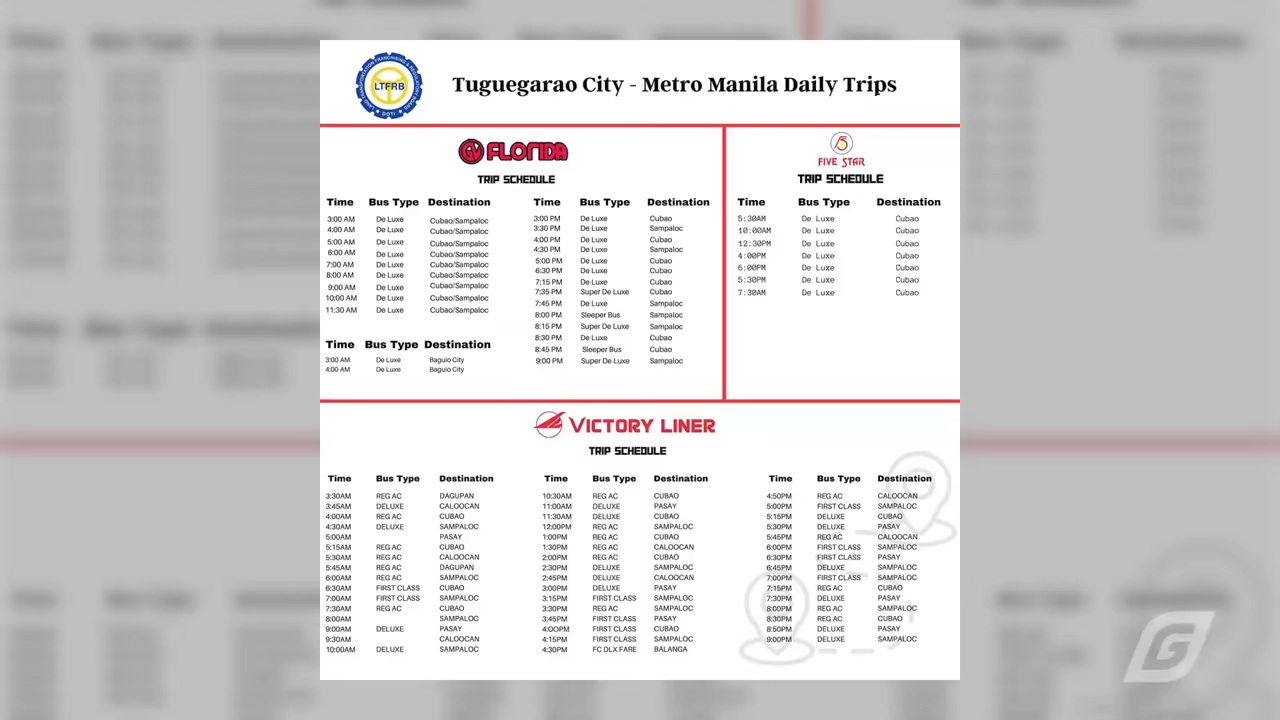 LAND TRANSPORTATION FRANCHISING & REGULATORY BOARD
LTFRB
DOTr
Tuguegarao City - Metro Manila Daily Trips
GV FLORIDA
TRIP SCHEDULE
Time Bus Type Destination
3:00 AM De Luxe Cubao/Sampaloc
4:00 AM De Luxe Cubao/Sampaloc
5:00 AM De Luxe Cubao/Sampaloc
6:00 AM De Luxe Cubao/Sampaloc
7:00 AM De Luxe Cubao/Sampaloc
8:00 AM De Luxe Cubao/Sampaloc
9:00 AM De Luxe Cubao/Sampaloc
10:00 AM De Luxe Cubao/Sampaloc
11:30 AM De Luxe Cubao/Sampaloc
Time Bus Type Destination
3:00 AM De Luxe Baguio City
4:00 AM De Luxe Baguio City
Time Bus Type Destination
3:00 PM De Luxe Cubao
3:30 PM De Luxe Sampaloc
4:00 PM De Luxe Cubao
4:30 PM De Luxe Sampaloc
5:00 PM De Luxe Cubao
6:30 PM De Luxe Cubao
7:15 PM De Luxe Cubao
7:35 PM Super De Luxe Cubao
7:45 PM De Luxe Sampaloc
8:00 PM Sleeper Bus Sampaloc
8:15 PM Super De Luxe Sampaloc
8:30 PM De Luxe Cubao
8:45 PM Sleeper Bus Cubao
9:00 PM Super De Luxe Sampaloc
5
FIVE STAR
TRIP SCHEDULE
Time Bus Type Destination
5:30AM De Luxe Cubao
10:00AM De Luxe Cubao
12:30PM De Luxe Cubao
4:00PM De Luxe Cubao
6:00PM De Luxe Cubao
5:30PM De Luxe Cubao
7:30AM De Luxe Cubao
VICTORY LINER
TRIP SCHEDULE
Time Bus Type Destination
3:30AM REG AC DAGUPAN
3:45AM DELUXE CALOOCAN
4:00AM REG AC CUBAO
4:30AM DELUXE SAMPALOC
5:00AM PASAY
5:15AM REG AC CUBAO
5:30AM REG AC CALOOCAN
5:45AM REG AC DAGUPAN
6:00AM REG AC SAMPALOC
6:30AM FIRST CLASS CUBAO
7:00AM FIRST CLASS SAMPALOC
7:30AM REG AC CUBAO
8:00AM SAMPALOC
9:00AM DELUXE PASAY
9:30AM CALOOCAN
10:00AM DELUXE SAMPALOC
Time Bus Type Destination
10:30AM REG AC CUBAO
11:00AM DELUXE PASAY
11:30AM DELUXE CUBAO
12:00PM REG AC SAMPALOC
1:00PM REG AC CUBAO
1:30PM REG AC CALOOCAN
2:00PM REG AC CUBAO
2:30PM DELUXE SAMPALOC
2:45PM DELUXE CALOOCAN
3:00PM DELUXE PASAY
3:15PM FIRST CLASS SAMPALOC
3:30PM REG AC SAMPALOC
3:45PM FIRST CLASS PASAY
4:OOPM FIRST CLASS CUBAO
4:15PM FIRST CLASS SAMPALOC
4:30PM FC DLX FARE BALANGA
Time Bus Type Destination
4:50PM REG AC CALOOCAN
5:00PM FIRST CLASS SAMPALOC
5:15PM DELUXE CUBAO
5:30PM DELUXE PASAY
5:45PM REG AC CALOOCAN
6:00PM FIRST CLASS SAMPALOC
6:30PM FIRST CLASS PASAY
6:45PM DELUXE SAMPALOC
7:00PM FIRST CLASS SAMPALOC
7:15PM REG AC CUBAO
7:30PM DELUXE PASAY
8:00PM REG AC SAMPALOC
8:30PM REG AC CUBAO
8:50PM DELUXE PASAY
9:00PM DELUXE SAMPALOC
G